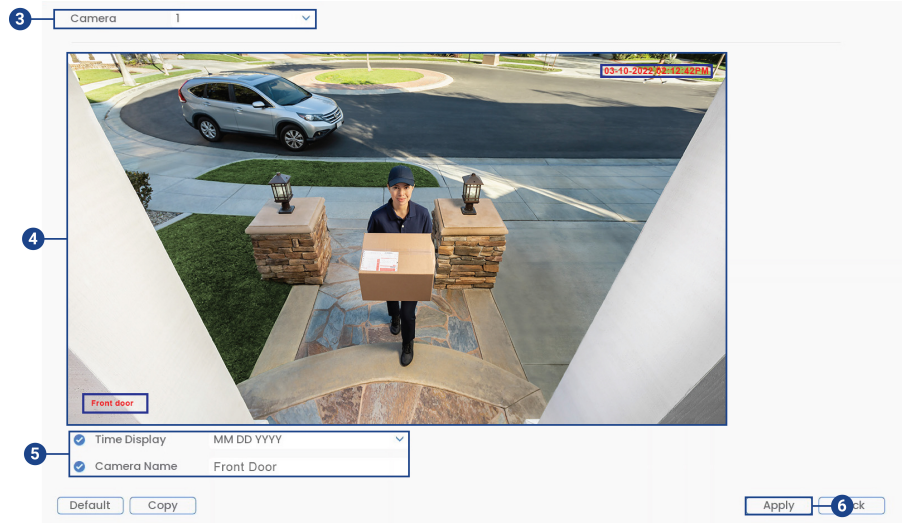 3 Camera 1
03-10-2022 02:12:42PM
4
Front door
5 Time Display MM DD YYYY
Camera Name Front Door
Default Copy Apply 6